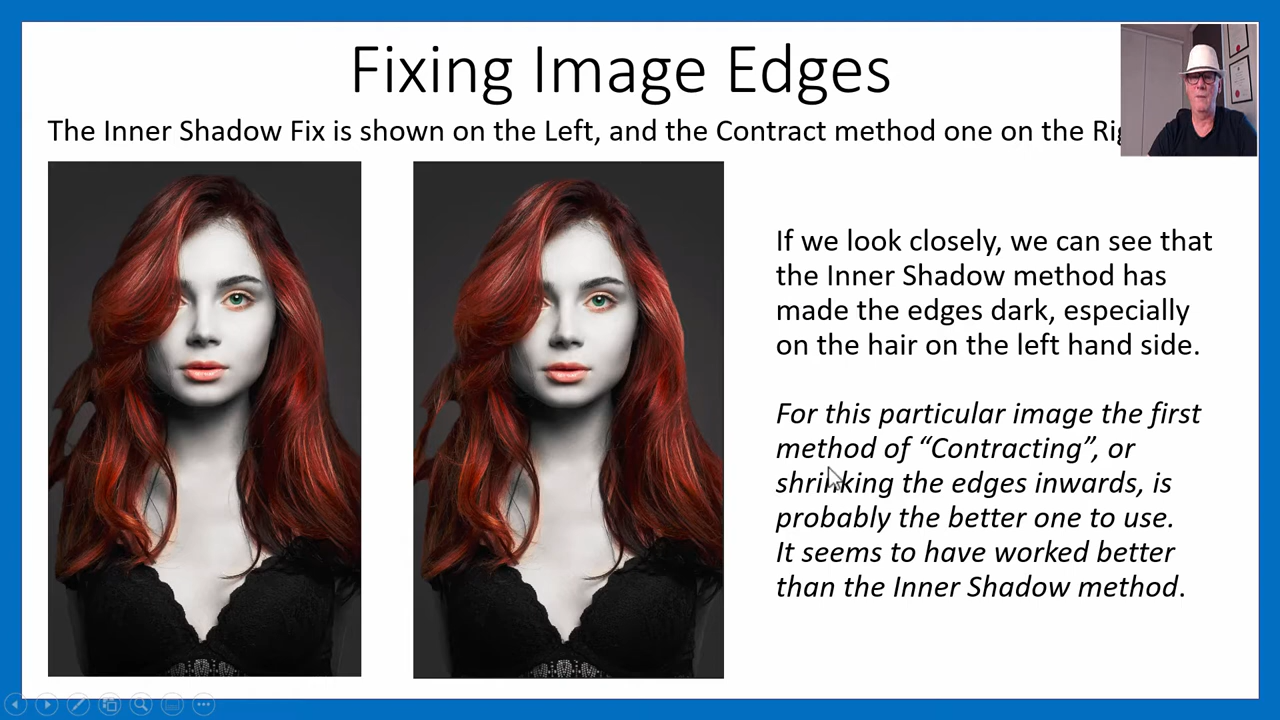 Fixing Image Edges
The Inner Shadow Fix is shown on the Left, and the Contract method one on the
If we look closely, we can see that
the Inner Shadow method has
made the edges dark, especially
on the hair on the left hand side.
For this particular image the first
method of “Contracting”, or
shrinking the edges inwards, is
probably the better one to use.
It seems to have worked better
than the Inner Shadow method.